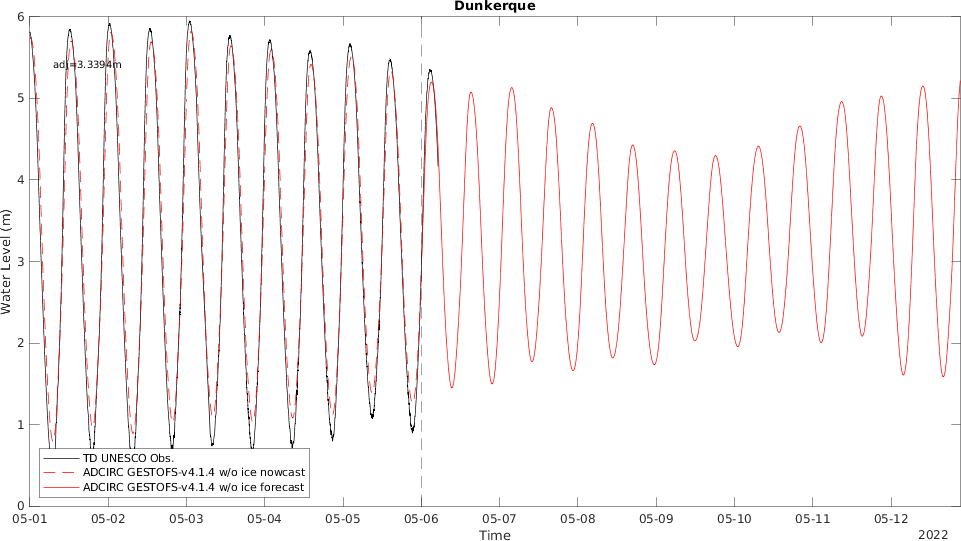 Dunkerque
6
5
4
3
2
1
0
Water Level (m)
adj=3.3394m
TD UNESCO Obs.
ADCIRC GESTOFS-v4.1.4 w/o ice nowcast
ADCIRC GESTOFS-v4.1.4 w/o ice forecast
05-01 05-02 05-03 05-04 05-05 05-06 05-07 05-08 05-09 05-10 05-11 05-12
Time
2022